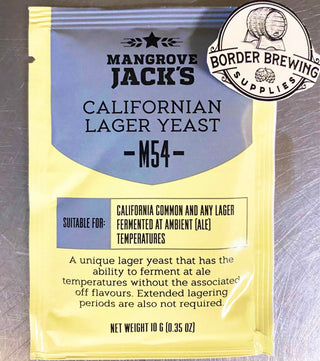 MANGROVE
JACK'S
BORDER BREWING
SUPPLIES
CALIFORNIAN
LAGER YEAST
-M54-
SUITABLE FOR:
CALIFORNIA COMMON AND ANY LAGER
FERMENTED AT AMBIENT (ALE)
TEMPERATURES
A unique lager yeast that has the
ability to ferment at ale
temperatures without the associated
off flavours. Extended lagering
periods are also not required
NET WEIGHT 10 G (0.35 OZ)